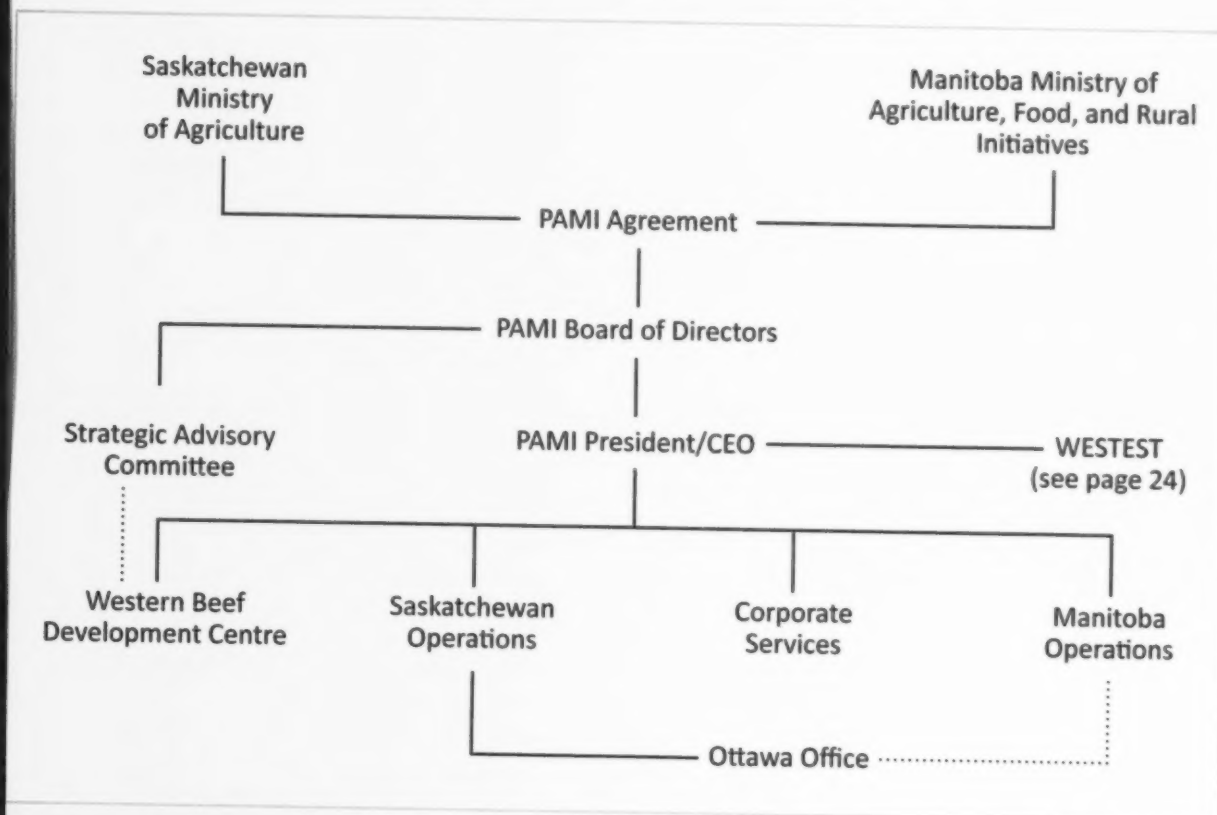 Saskatchewan
Ministry
of Agriculture
Manitoba Ministry of
Agriculture, Food, and Rural
Initiatives
PAMI Agreement
PAMI Board of Directors
Strategic Advisory
Committee
PAMI President/CEO
WESTEST
(see page 24)
Western Beef
Development Centre
Saskatchewan
Operations
Corporate
Services
Manitoba
Operations
Ottawa Office